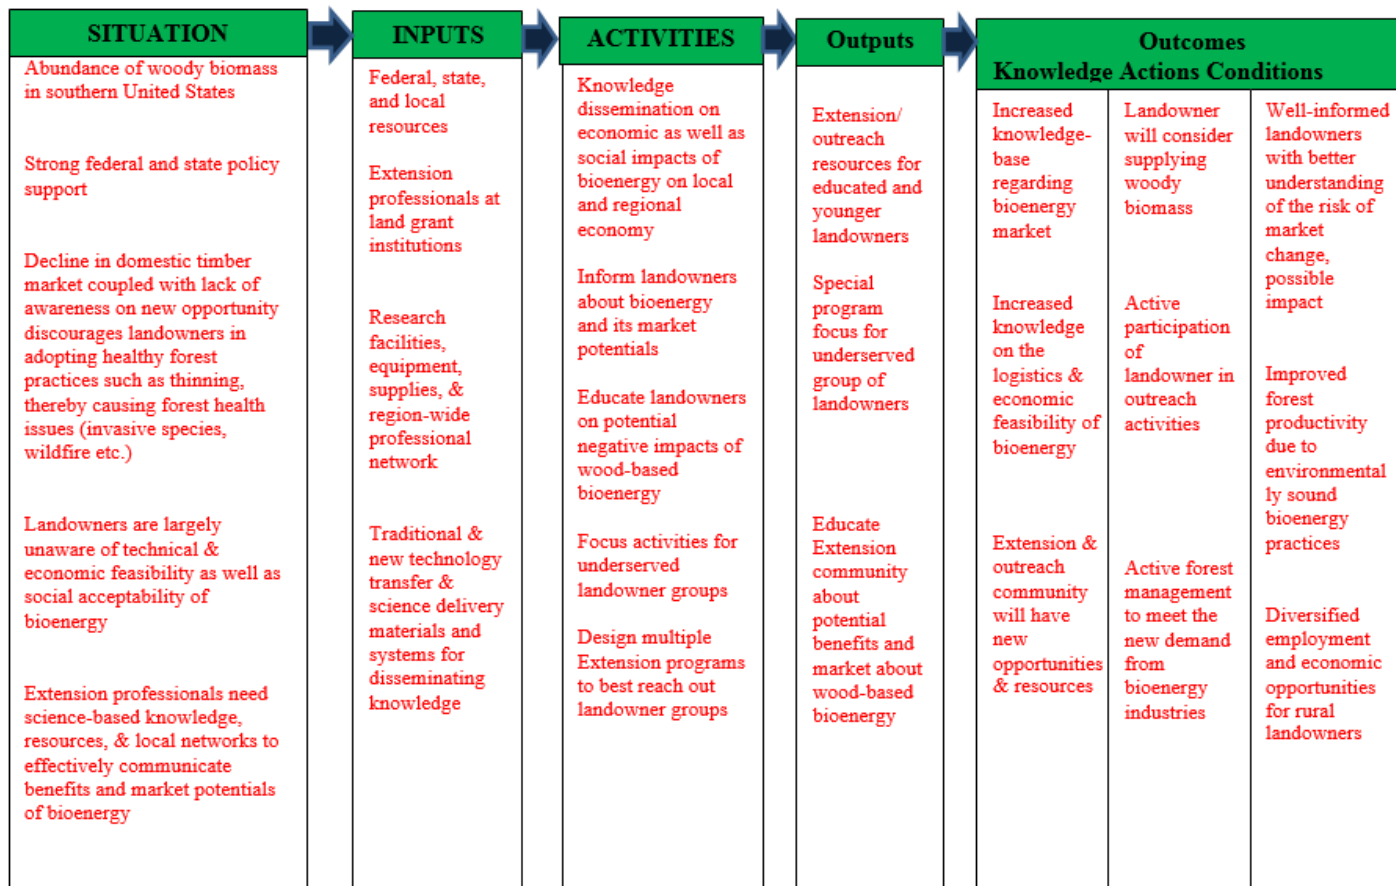 SITUATION
Abundance of woody biomass
in southern United States
Strong federal and state policy
support
Decline in domestic timber
market coupled with lack of
awareness on new opportunity
discourages landowners in
adopting healthy forest
practices such as thinning,
thereby causing forest health
issues (invasive species,
wildfire etc.)
Landowners are largely
unaware of technical &
economic feasibility as well as
social acceptability of
bioenergy
Extension professionals need
science-based knowledge,
resources, & local networks to
effectively communicate
benefits and market potentials
of bioenergy
INPUTS
Federal, state,
and local
resources
Extension
professionals at
land grant
institutions
Research
facilities,
equipment,
supplies, &
region-wide
professional
network
Traditional &
new technology
transfer &
science delivery
materials and
systems for
disseminating
knowledge
ACTIVITIES
Knowledge
dissemination on
economic as well as
social impacts of
bioenergy on local
and regional
economy
Inform landowners
about bioenergy
and its market
potentials
Educate landowners
on potential
negative impacts of
wood-based
bioenergy
Focus activities for
underserved
landowner groups
Design multiple
Extension programs
to best reach out
landowner groups
Outputs
Extension/
outreach
resources for
educated and
younger
landowners
Special
program
focus for
underserved
group of
landowners
Educate
Extension
community
about
potential
benefits and
market about
wood-based
bioenergy
Outcomes
Knowledge Actions Conditions
Increased
knowledge-
base
regarding
bioenergy
market
Increased
knowledge
on the
logistics &
economic
feasibility of
bioenergy
Extension &
outreach
community
will have
new
opportunities
& resources
Landowner
will consider
supplying
woody
biomass
Active
participation
of
landowner in
outreach
activities
Active forest
management
to meet the
new demand
from
bioenergy
industries
Well-informed
landowners
with better
understanding
of the risk of
market
change,
possible
impact
Improved
forest
productivity
due to
environmental
ly sound
bioenergy
practices
Diversified
employment
and economic
opportunities
for rural
landowners